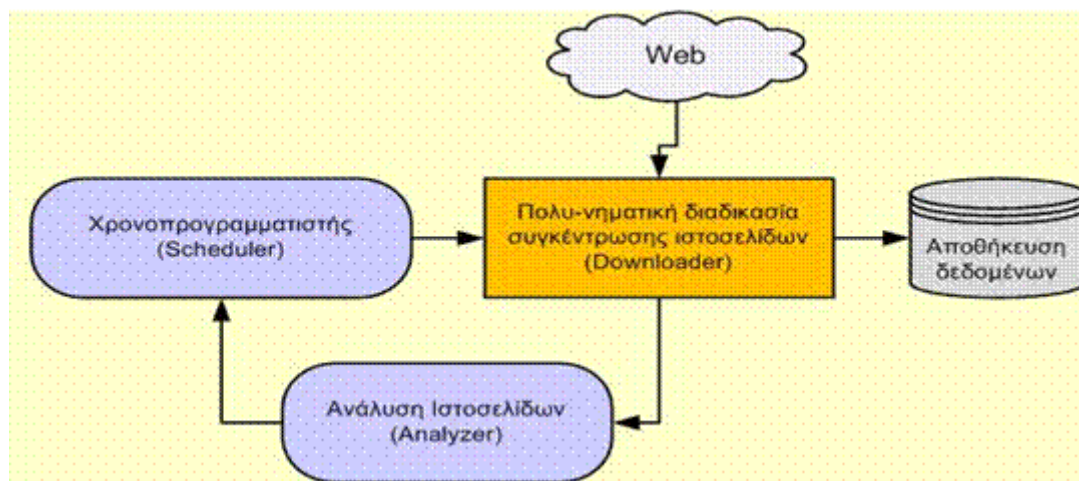 Web
Χρονοπρογραμματιστής
(Scheduler)
Πολυ-νηματική διαδικασία
συγκέντρωσης ιστοσελίδων
(Downloader)
Αποθήκευση
δεδομένων
Ανάλυση Ιστοσελίδων
(Analyzer)